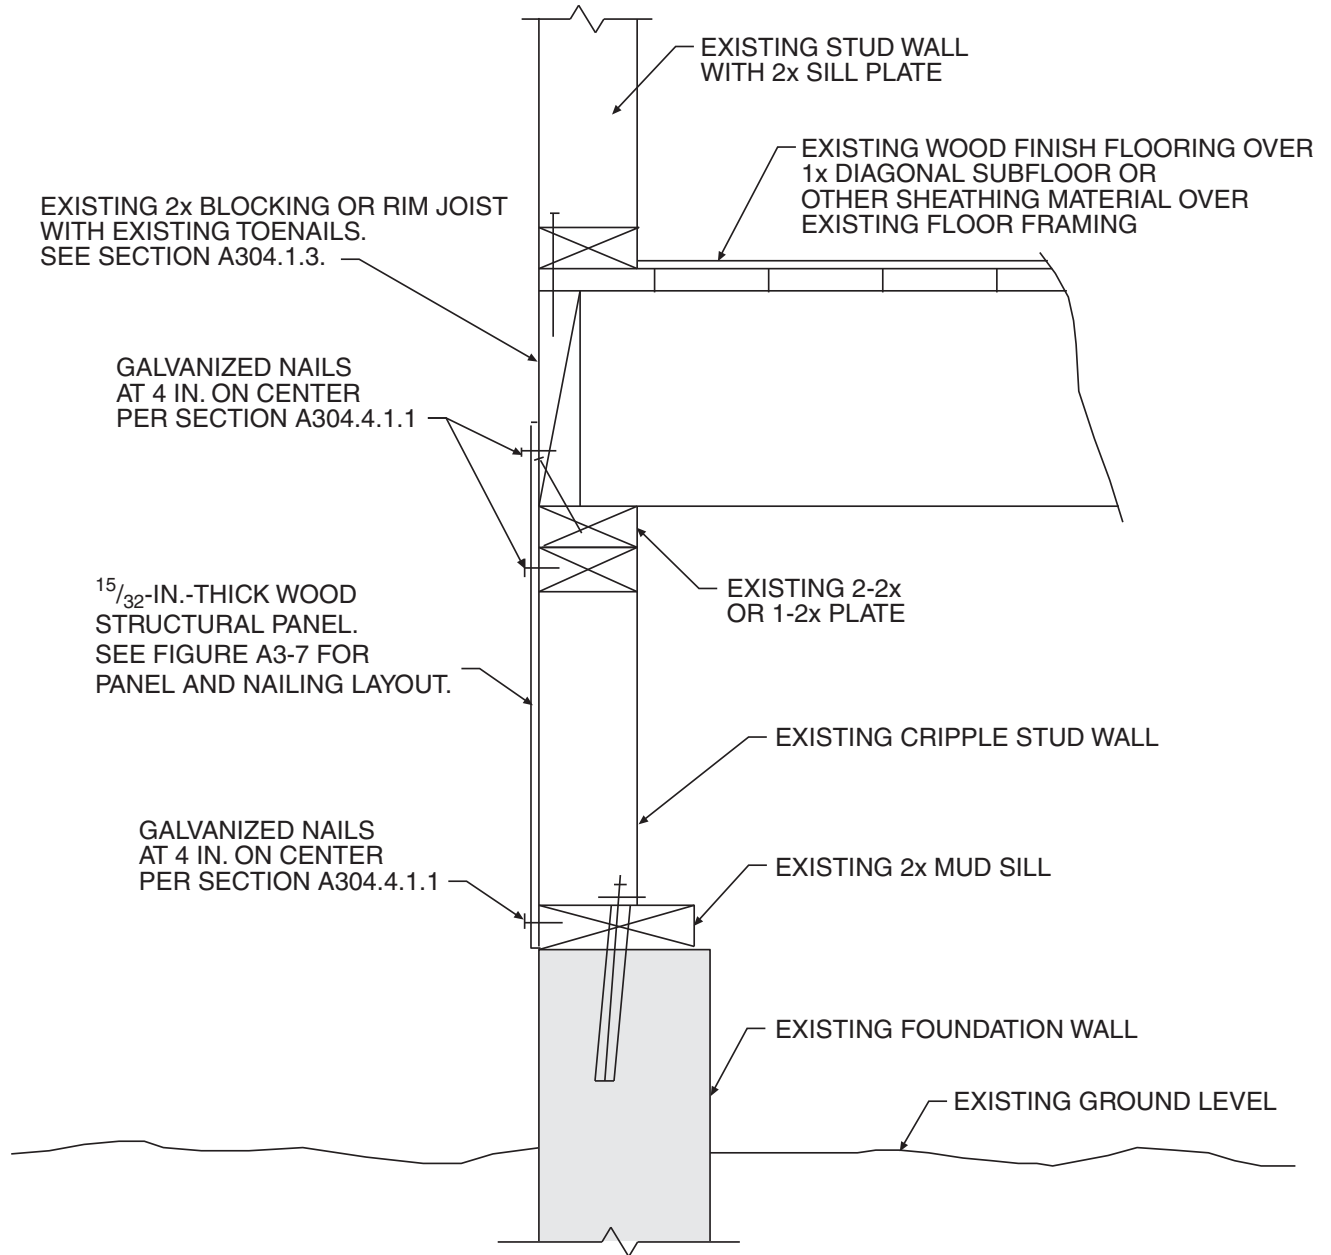 EXISTING STUD WALL
WITH 2x SILL PLATE
EXISTING WOOD FINISH FLOORING OVER
1x DIAGONAL SUBFLOOR OR
OTHER SHEATHING MATERIAL OVER
EXISTING FLOOR FRAMING
EXISTING 2x BLOCKING OR RIM JOIST
WITH EXISTING TOENAILS.
SEE SECTION A304.1.3.
GALVANIZED NAILS
AT 4 IN. ON CENTER
PER SECTION A304.4.1.1
15/32-IN.-THICK WOOD
STRUCTURAL PANEL.
SEE FIGURE A3-7 FOR
PANEL AND NAILING LAYOUT.
EXISTING 2-2x
OR 1-2x PLATE
EXISTING CRIPPLE STUD WALL
GALVANIZED NAILS
AT 4 IN. ON CENTER
PER SECTION A304.4.1.1
EXISTING 2x MUD SILL
EXISTING FOUNDATION WALL
EXISTING GROUND LEVEL